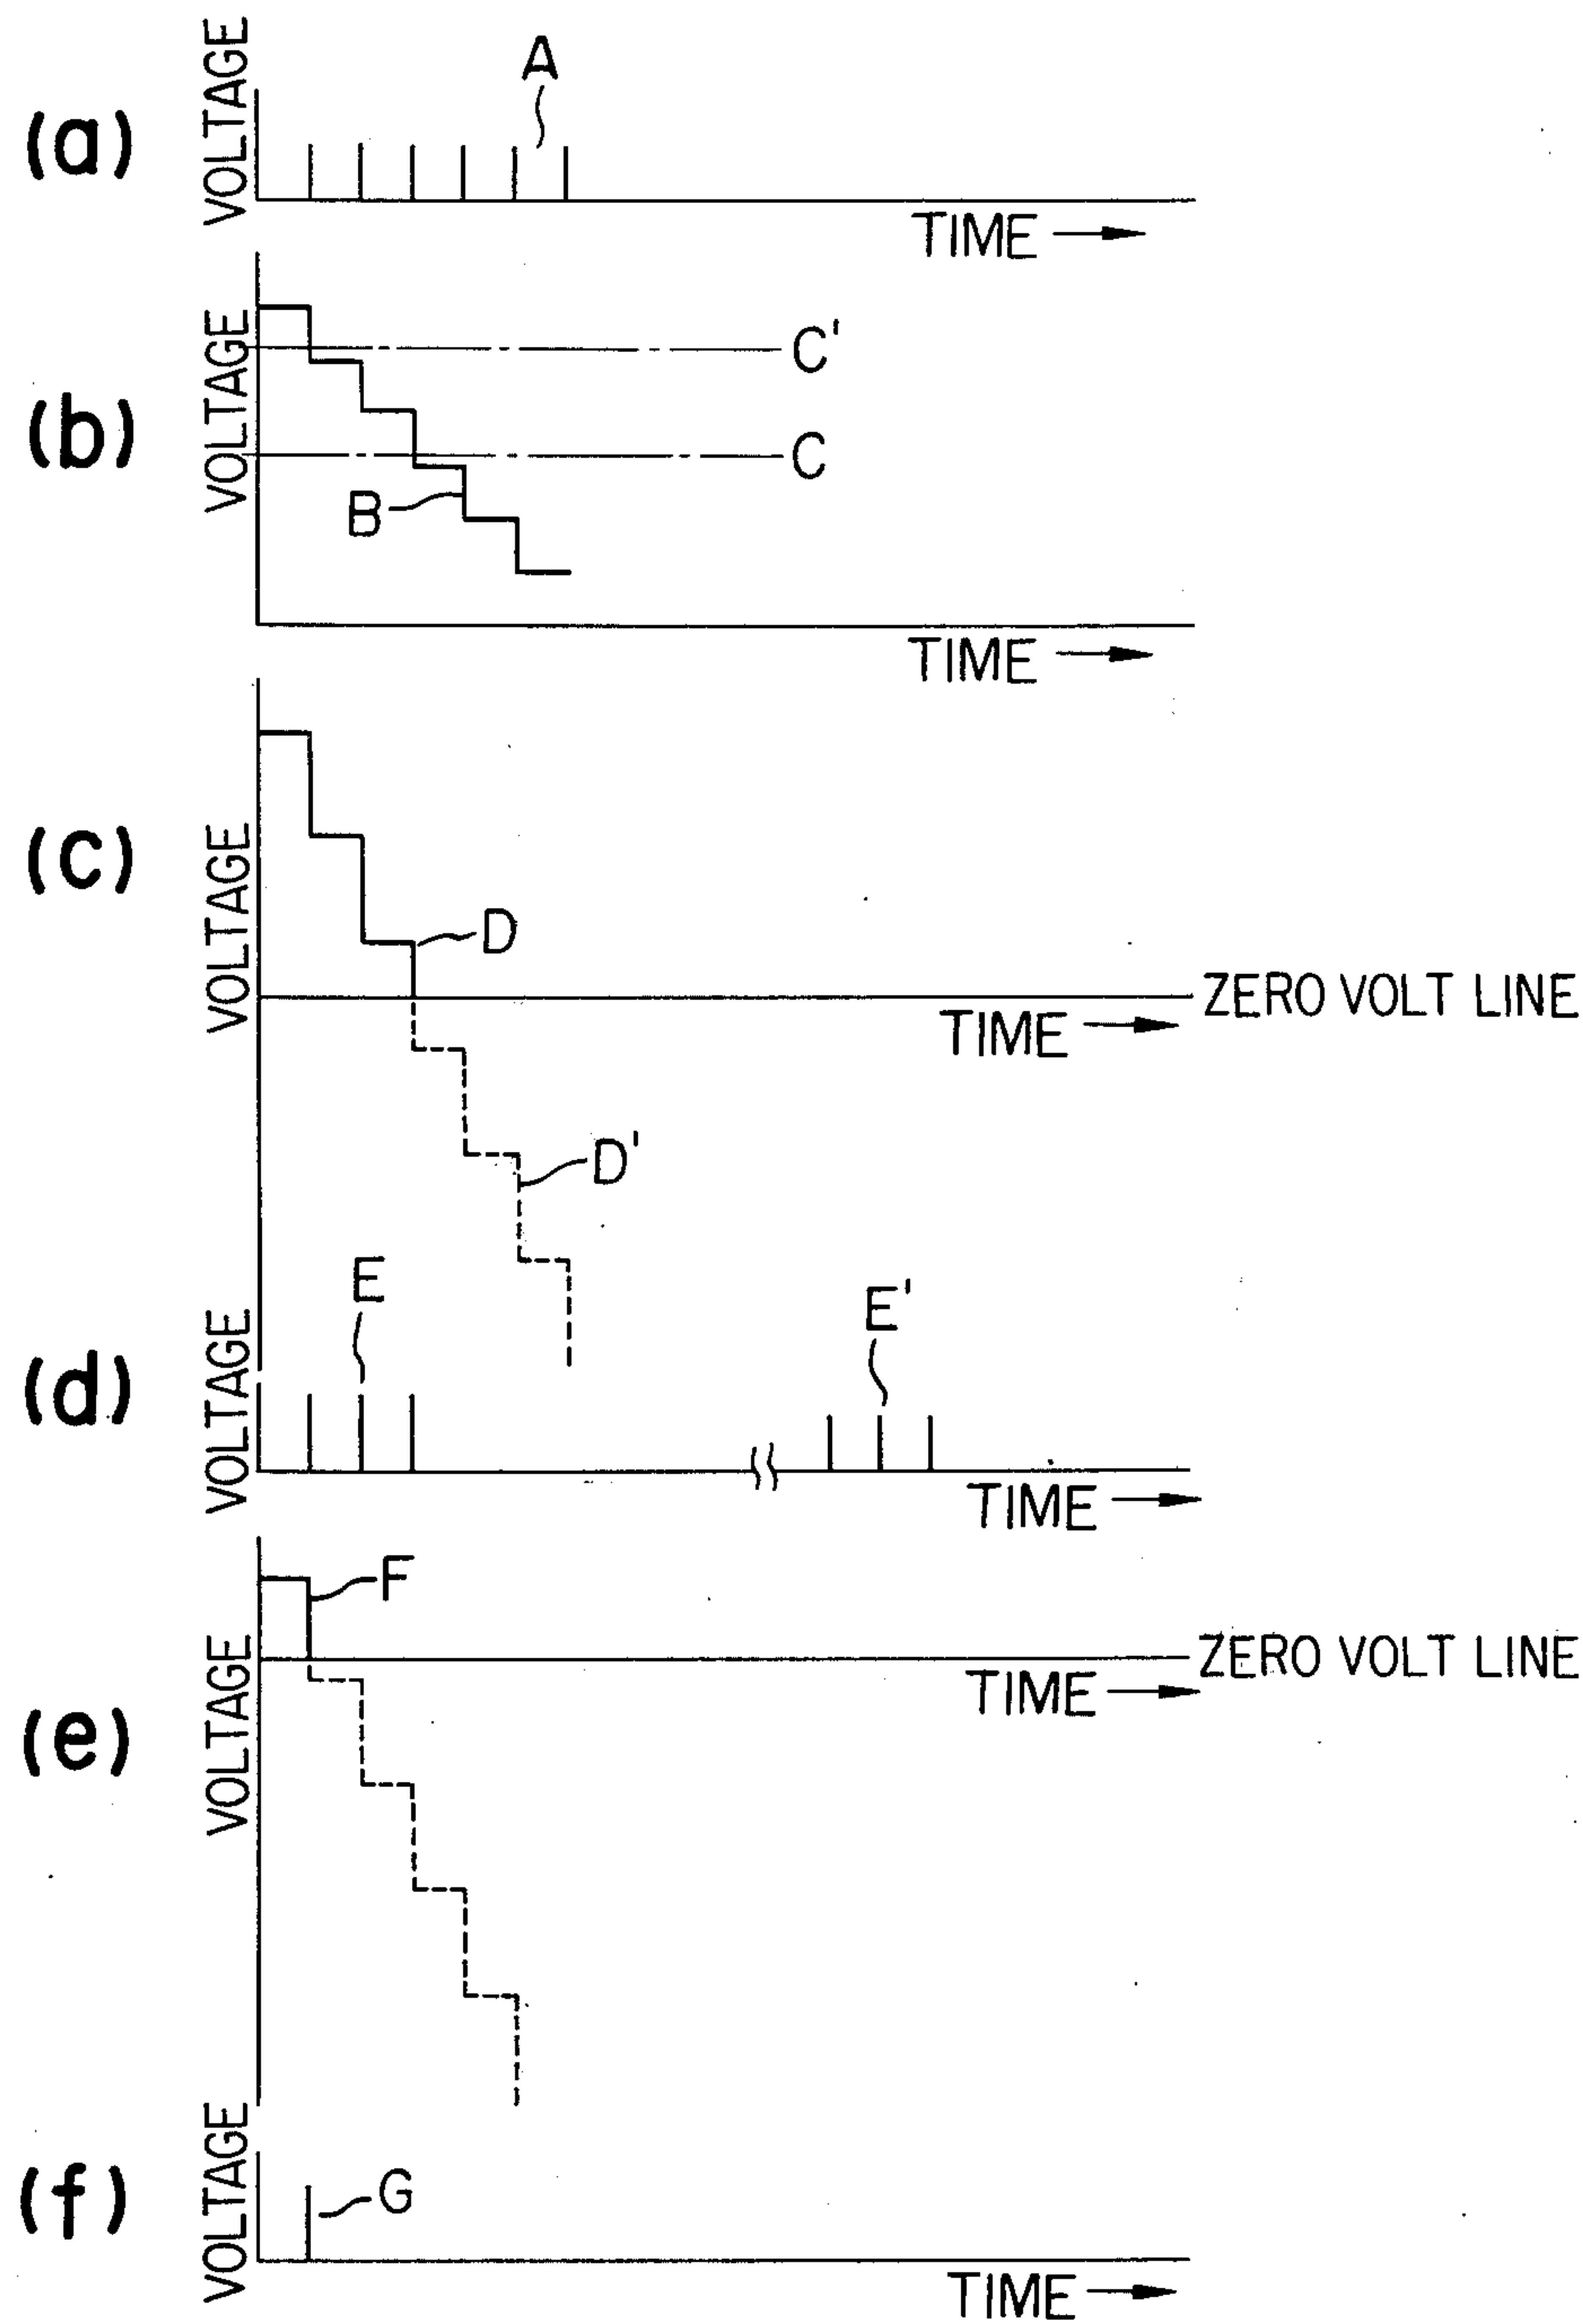 (a)
VOLTAGE
A
TIME
(b)
VOLTAGE
C'
C
B
TIME
(c)
VOLTAGE
D
ZERO VOLT LINE
TIME
D'
(d)
VOLTAGE
E
E'
TIME
(e)
VOLTAGE
F
ZERO VOLT LINE
TIME
(f)
VOLTAGE
G
TIME